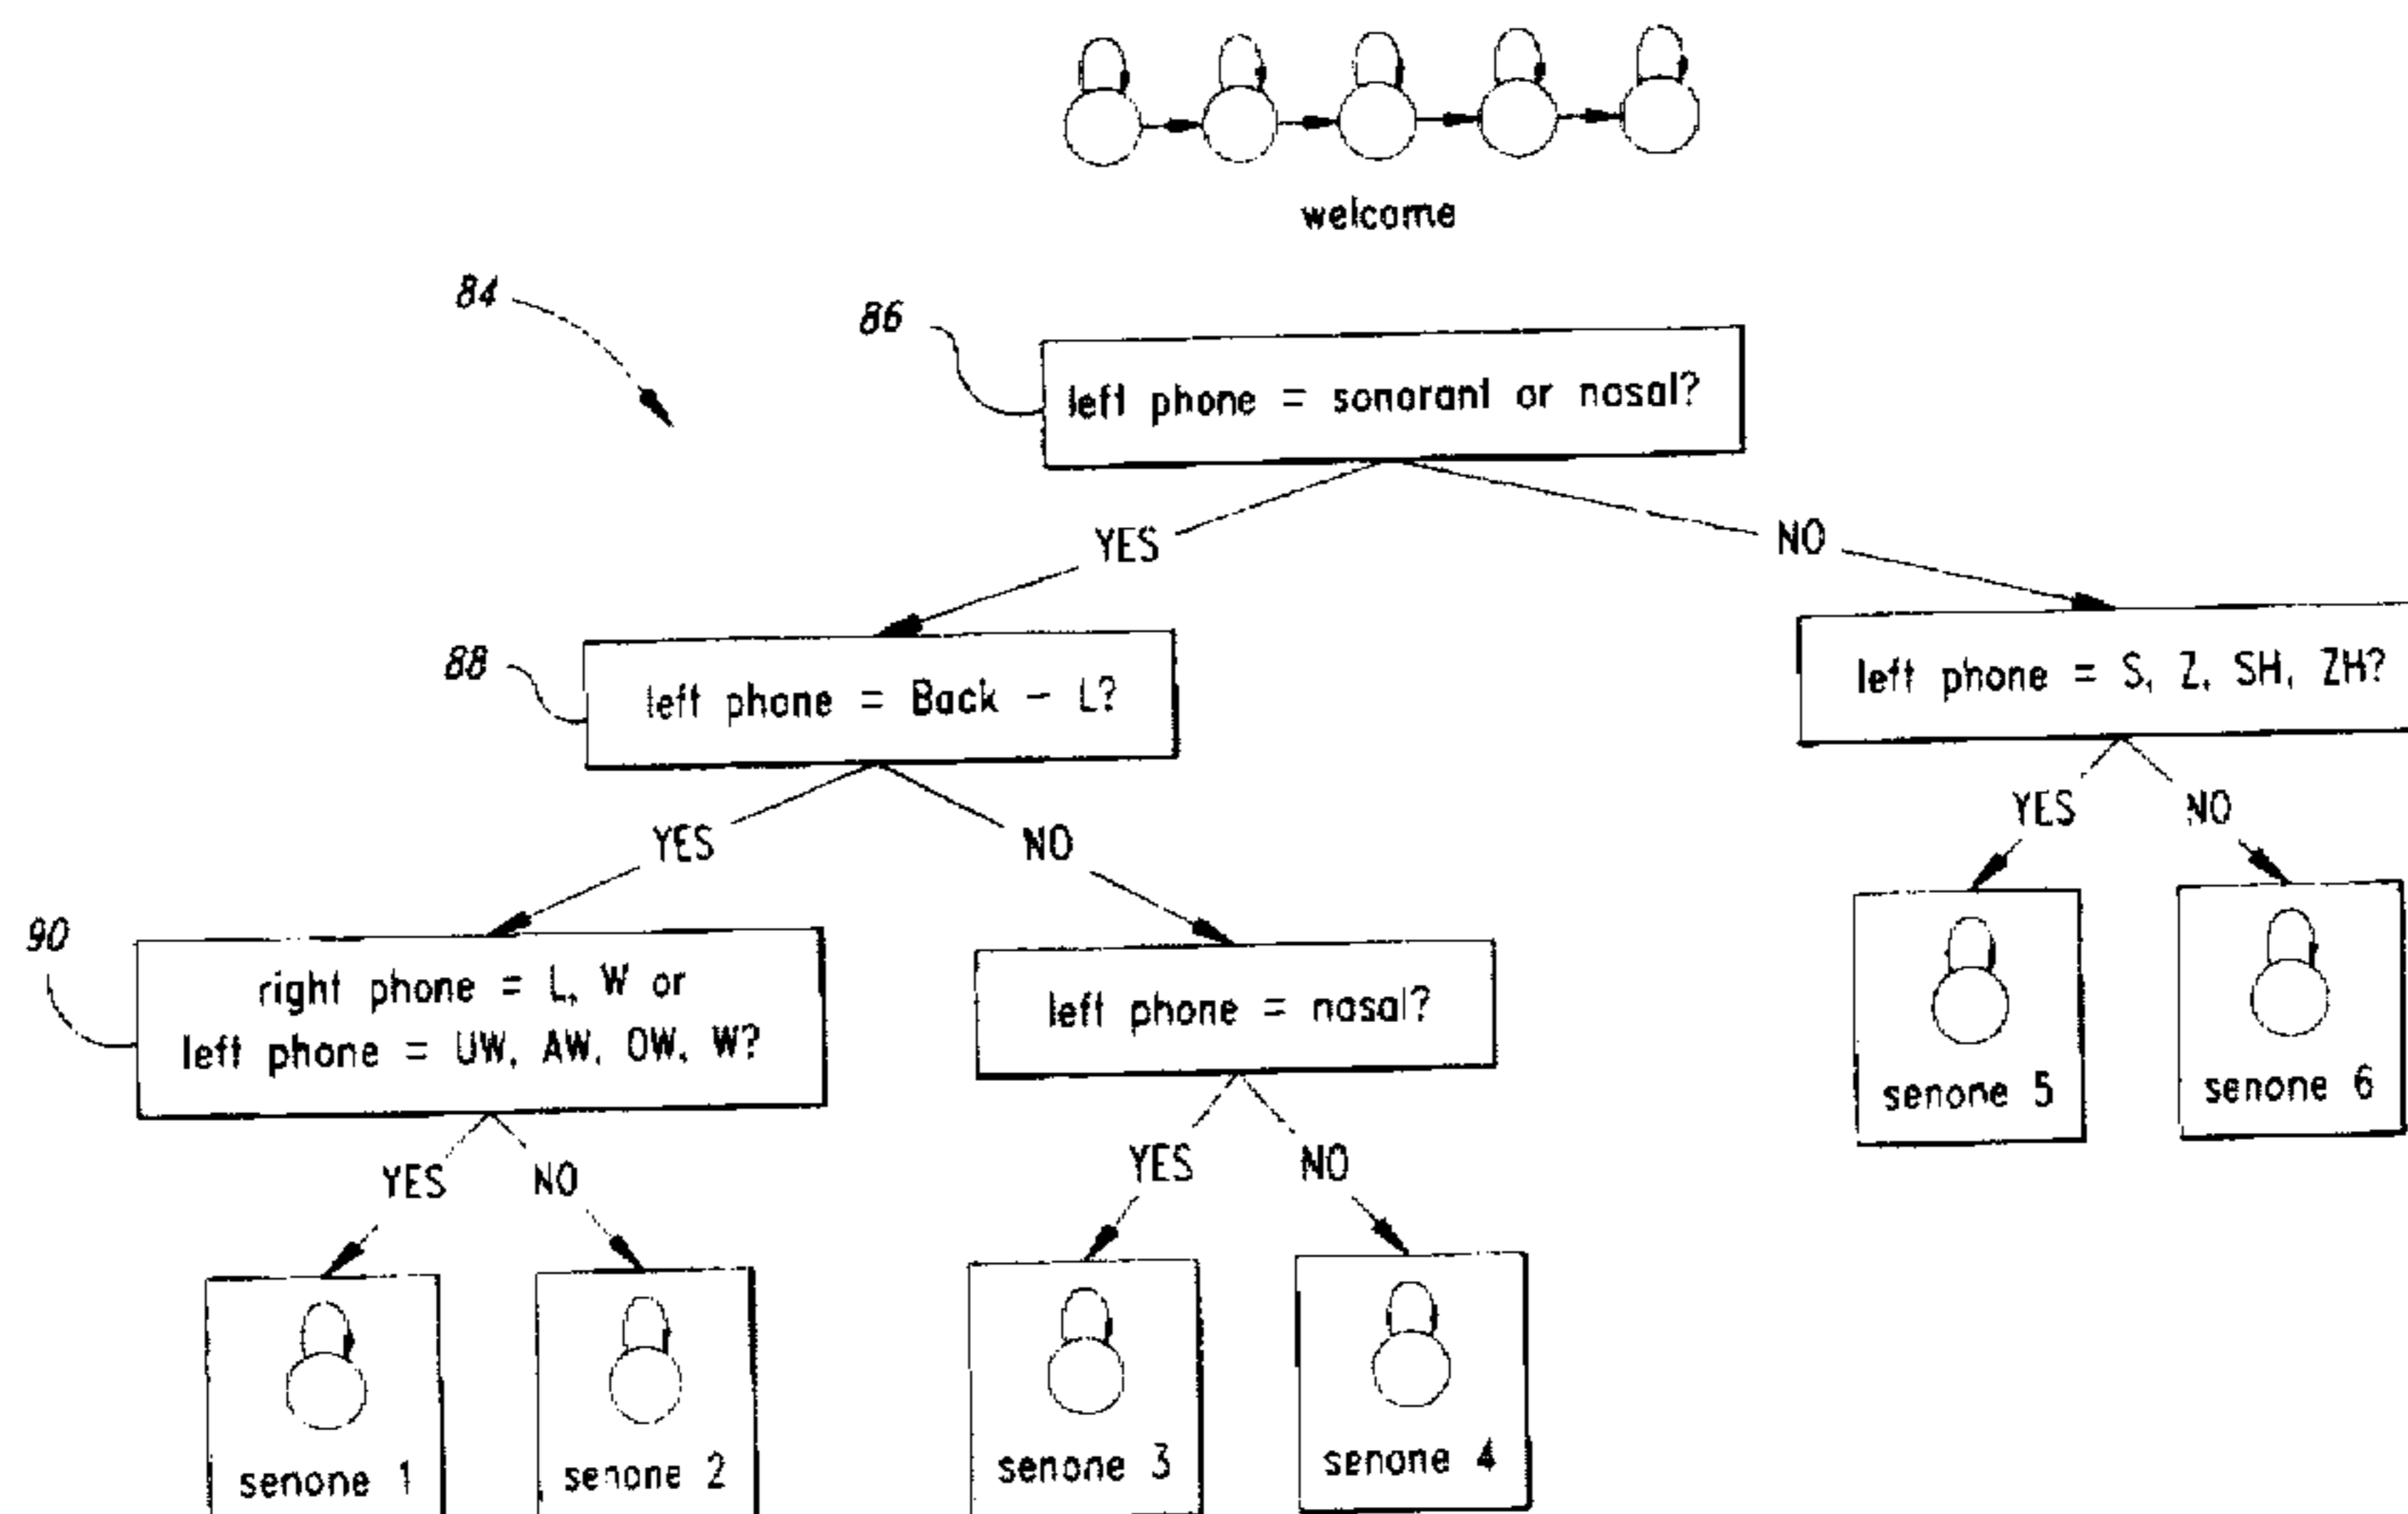 welcome
84
86
left phone = sonorant or nasal?
YES
NO
88
left phone = Back - L?
left phone = S, Z, SH, ZH?
YES
NO
YES
NO
90
right phone = L, W or
left phone = UW, AW, OW, W?
left phone = nasal?
senone 5
senone 6
YES
NO
YES
NO
senone 1
senone 2
senone 3
senone 4